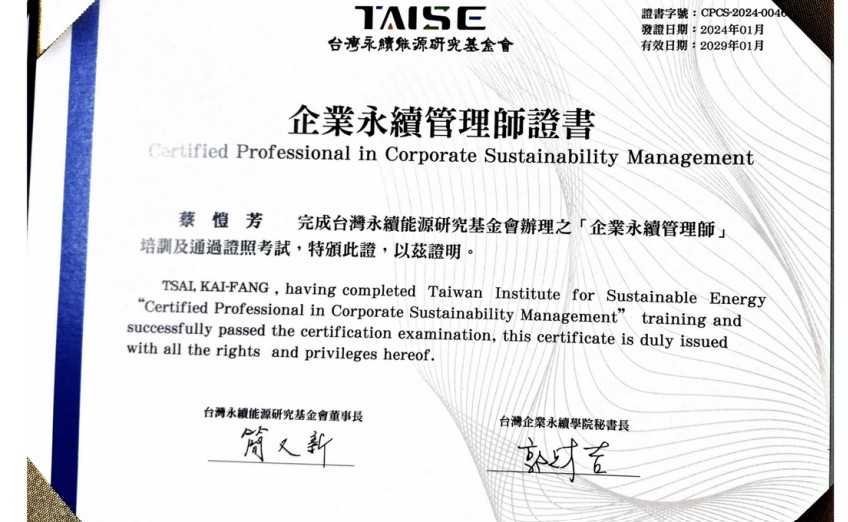 TAISE
台灣永續能源研究基金會
證書字號：CPCS-2024-0046
發證日期：2024年01月
有效日期：2029年01月
企業永續管理師證書
Certified Professional in Corporate Sustainability Management
蔡愷芳 完成台灣永續能源研究基金會辦理之「企業永續管理師」
培訓及通過證照考試，特頒此證，以茲證明。
TSAI, KAI-FANG , having completed Taiwan Institute for Sustainable Energy
“Certified Professional in Corporate Sustainability Management” training and
successfully passed the certification examination, this certificate is duly issued
with all the rights and privileges hereof.
台灣永續能源研究基金會董事長
簡又新
台灣企業永續學院秘書長